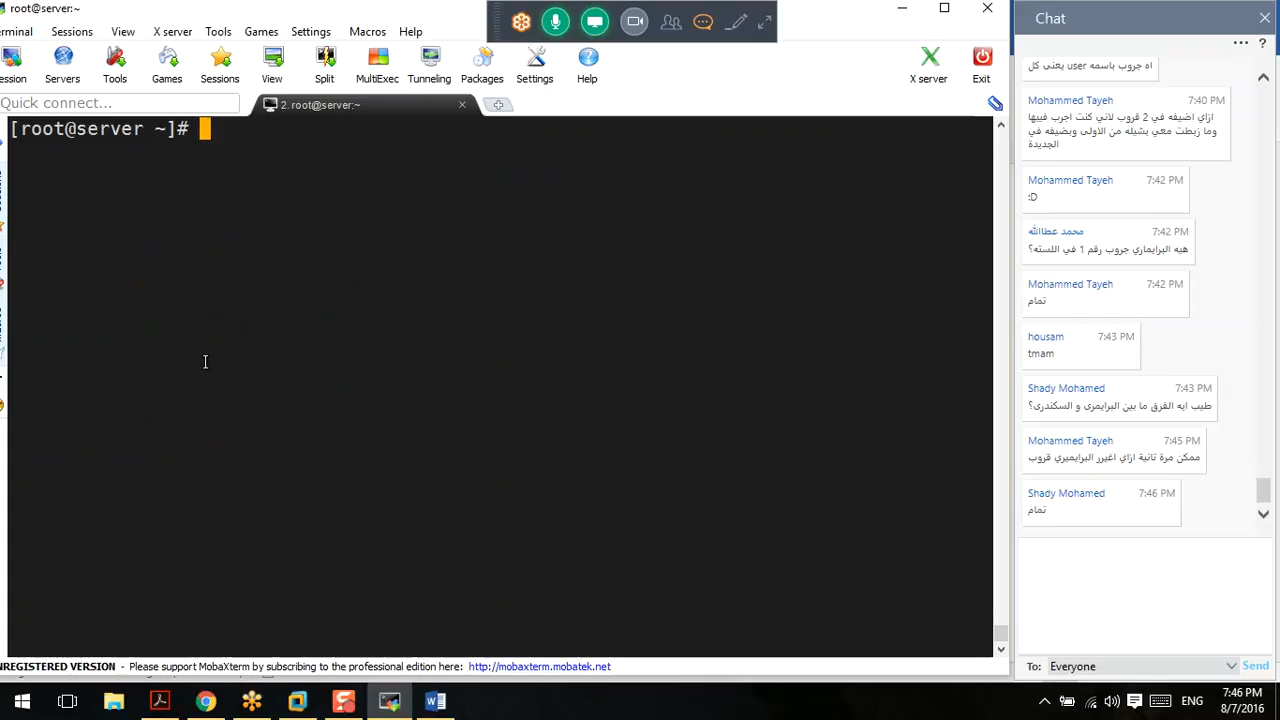 root@server:~
erminal Sessions View X server Tools Games Settings Macros Help
ession Servers Tools Games Sessions View Split MultiExec Tunneling Packages Settings Help X server Exit
Quick connect...
2. root@server:~
[root@server ~]#
NREGISTERED VERSION - Please support MobaXterm by subscribing to the professional edition here: http://mobaxterm.mobatek.net
Chat
اه جروب باسمه user يعنى كل
Mohammed Tayeh 7:40 PM
ازاي اضيفه في 2 قروب لاني كنت اجرب فييها
وما زبطت معي بشيله من الاولى وبضيفه في
الجديدة
Mohammed Tayeh 7:42 PM
:D
محمد عطاالله 7:42 PM
هيه البرايماري جروب رقم 1 في اللسته؟
Mohammed Tayeh 7:42 PM
تمام
housam 7:43 PM
tmam
Shady Mohamed 7:43 PM
طيب ايه الفرق ما بين البرايمرى و السكندرى؟
Mohammed Tayeh 7:45 PM
ممكن مرة تانية ازاي اغيرر البرايميري قروب
Shady Mohamed 7:46 PM
تمام
To: Everyone Send
ENG
7:46 PM
8/7/2016